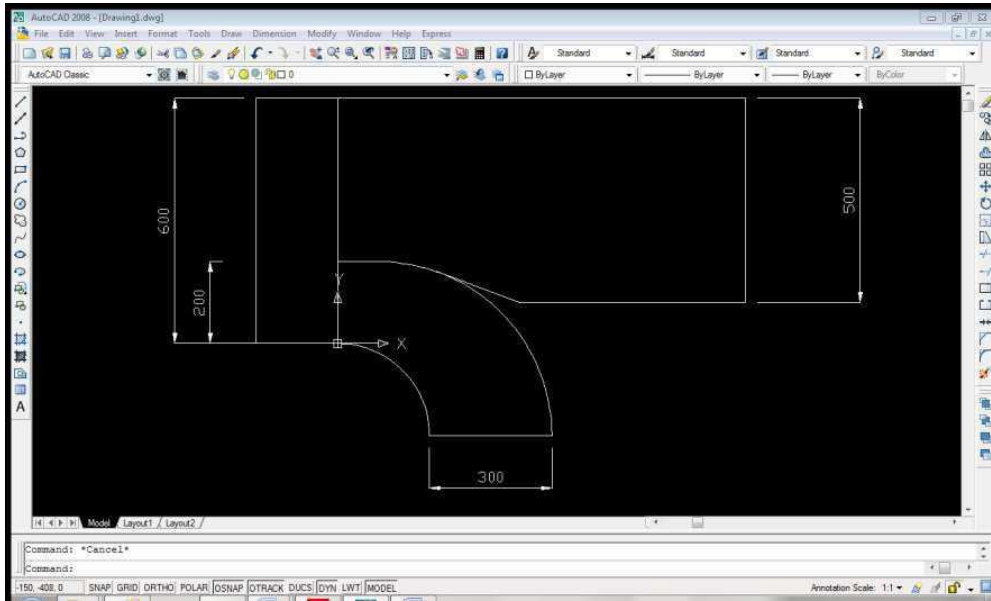 AutoCAD 2008 - [Drawing1.dwg]
File Edit View Insert Format Tools Draw Dimension Modify Window Help Express
Standard Standard Standard Standard
AutoCAD Classic 0 ByLayer ByLayer ByLayer ByColor
600
500
200
Y
X
300
Model Layout1 Layout2
Command: *Cancel*
Command:
-150, -408, 0 SNAP GRID ORTHO POLAR OSNAP OTRACK DUCS DYN LWT MODEL Annotation Scale: 1:1